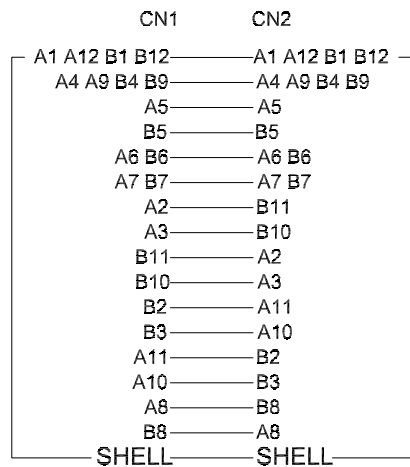 CN1 CN2
A1 A12 B1 B12 A1 A12 B1 B12
A4 A9 B4 B9 A4 A9 B4 B9
A5 A5
B5 B5
A6 B6 A6 B6
A7 B7 A7 B7
A2 B11
A3 B10
B11 A2
B10 A3
B2 A11
B3 A10
A11 B2
A10 B3
A8 B8
B8 A8
SHELL SHELL